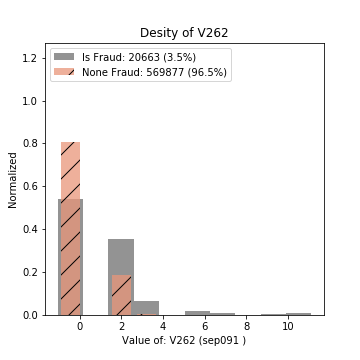 Desity of V262
Is Fraud: 20663 (3.5%)
None Fraud: 569877 (96.5%)
Normalized
1.2
1.0
0.8
0.6
0.4
0.2
0.0
0 2 4 6 8 10
Value of: V262 (sep091 )